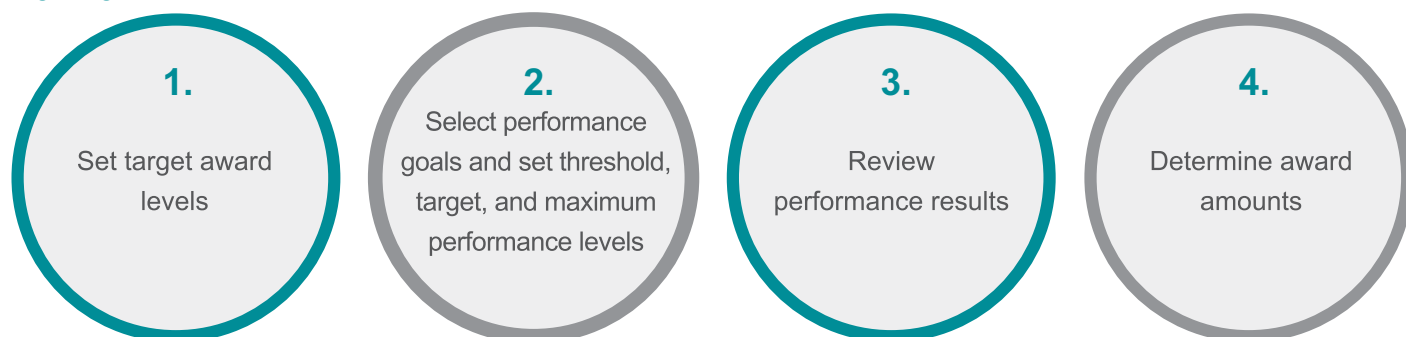 1.
Set target award
levels
2.
Select performance
goals and set threshold,
target, and maximum
performance levels
3.
Review
performance results
4.
Determine award
amounts